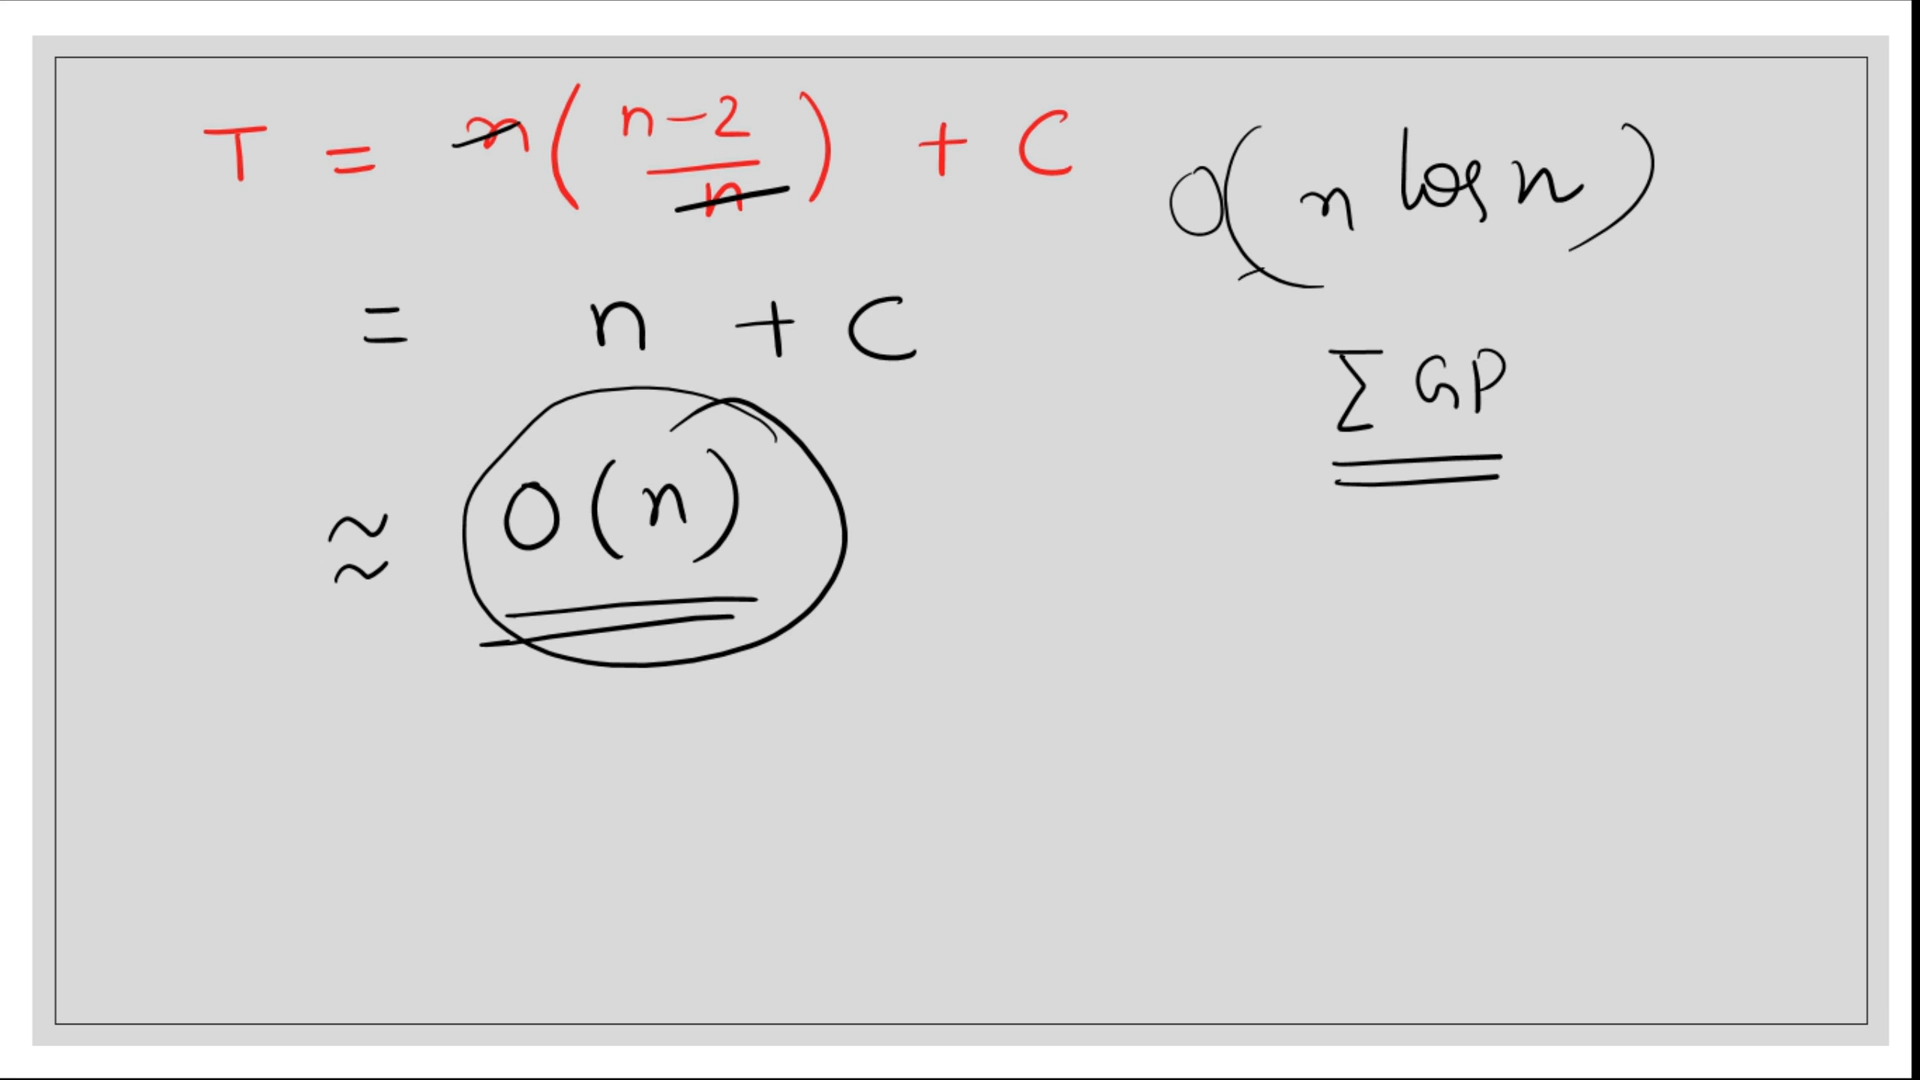 T = n ( n-2 / n ) + C
O( n log n )
= n + C
Σ GP
≈ O(n)